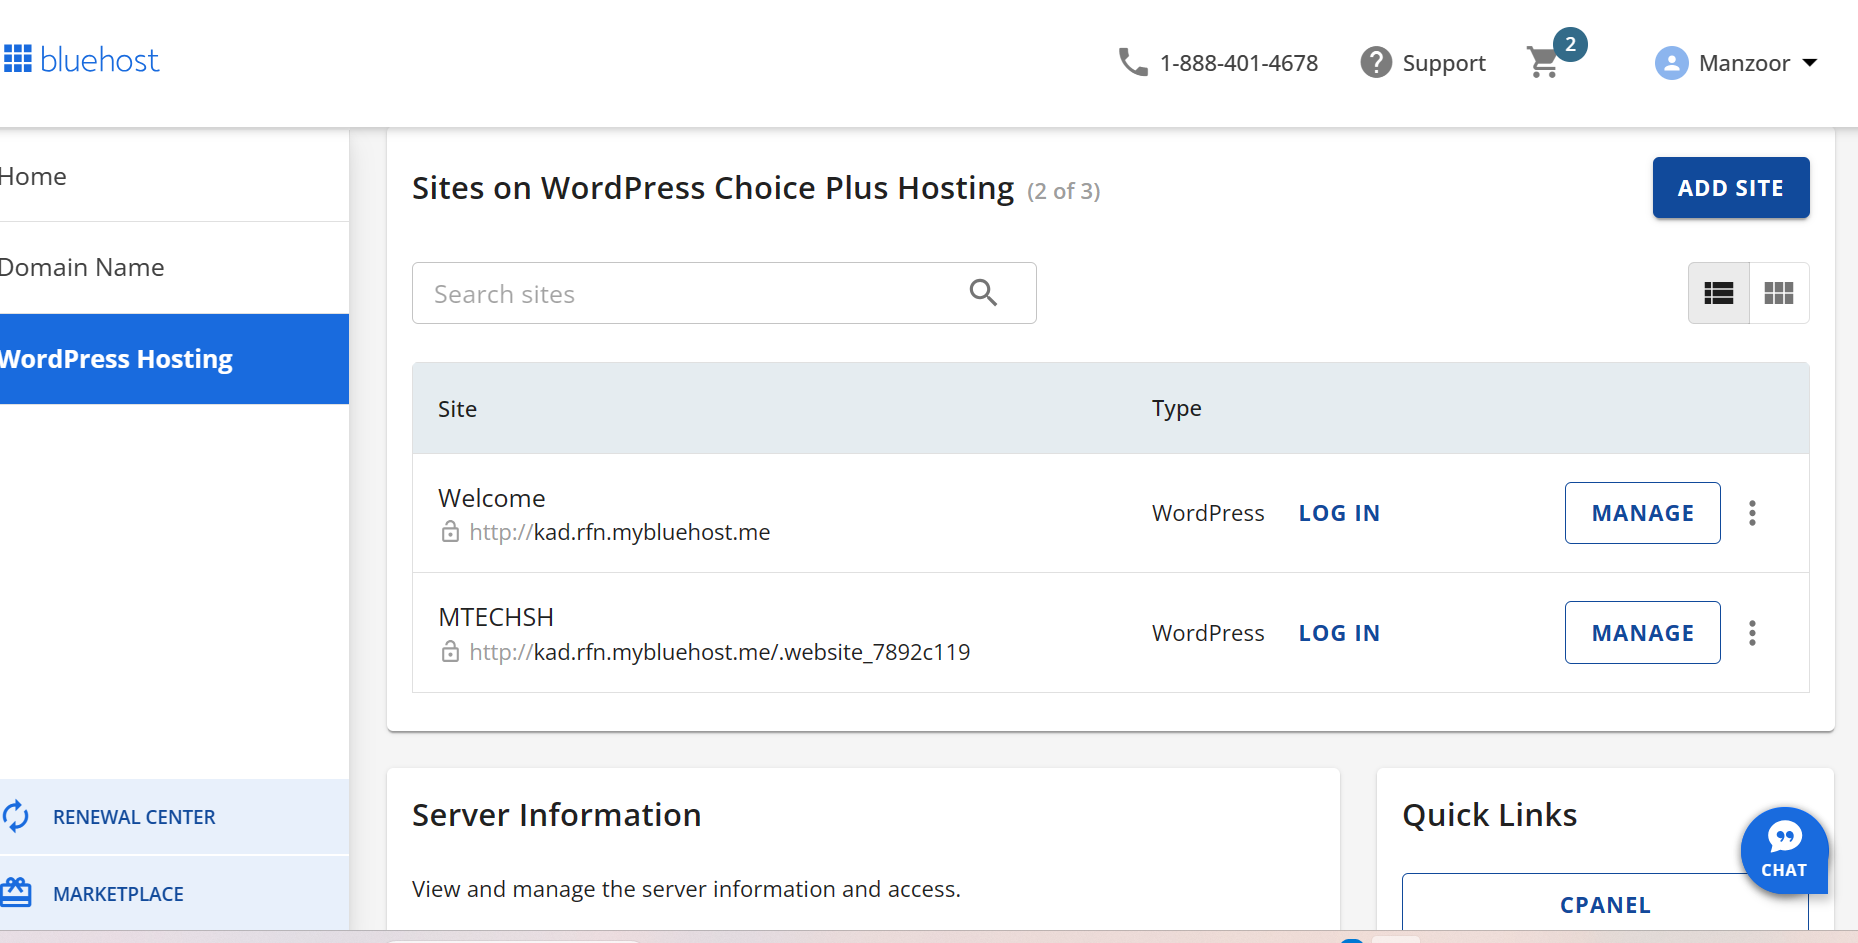 bluehost
1-888-401-4678
Support
2
Manzoor
Home
Domain Name
WordPress Hosting
RENEWAL CENTER
MARKETPLACE
Sites on WordPress Choice Plus Hosting (2 of 3)
ADD SITE
Search sites
Site Type
Welcome
http://kad.rfn.mybluehost.me
WordPress LOG IN MANAGE
MTECHSH
http://kad.rfn.mybluehost.me/.website_7892c119
WordPress LOG IN MANAGE
Server Information
View and manage the server information and access.
Quick Links
CPANEL
CHAT